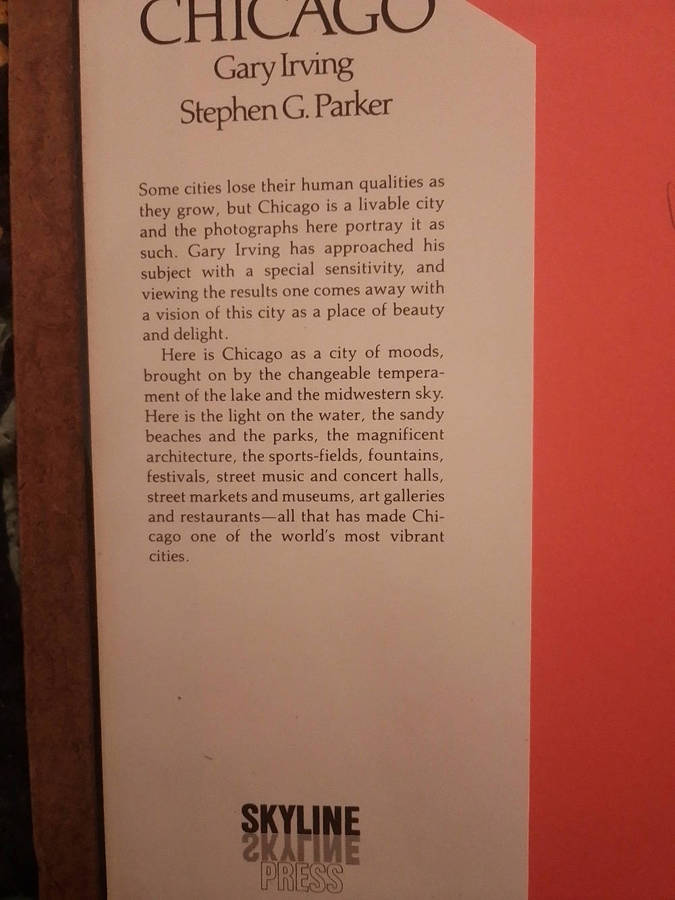 CHICAGO
Gary Irving
Stephen G. Parker
Some cities lose their human qualities as
they grow, but Chicago is a livable city
and the photographs here portray it as
such. Gary Irving has approached his
subject with a special sensitivity, and
viewing the results one comes away with
a vision of this city as a place of beauty
and delight.
Here is Chicago as a city of moods,
brought on by the changeable tempera-
ment of the lake and the midwestern sky.
Here is the light on the water, the sandy
beaches and the parks, the magnificent
architecture, the sports-fields, fountains,
festivals, street music and concert halls,
street markets and museums, art galleries
and restaurants—all that has made Chi-
cago one of the world's most vibrant
cities.
SKYLINE
SKYLINE
PRESS